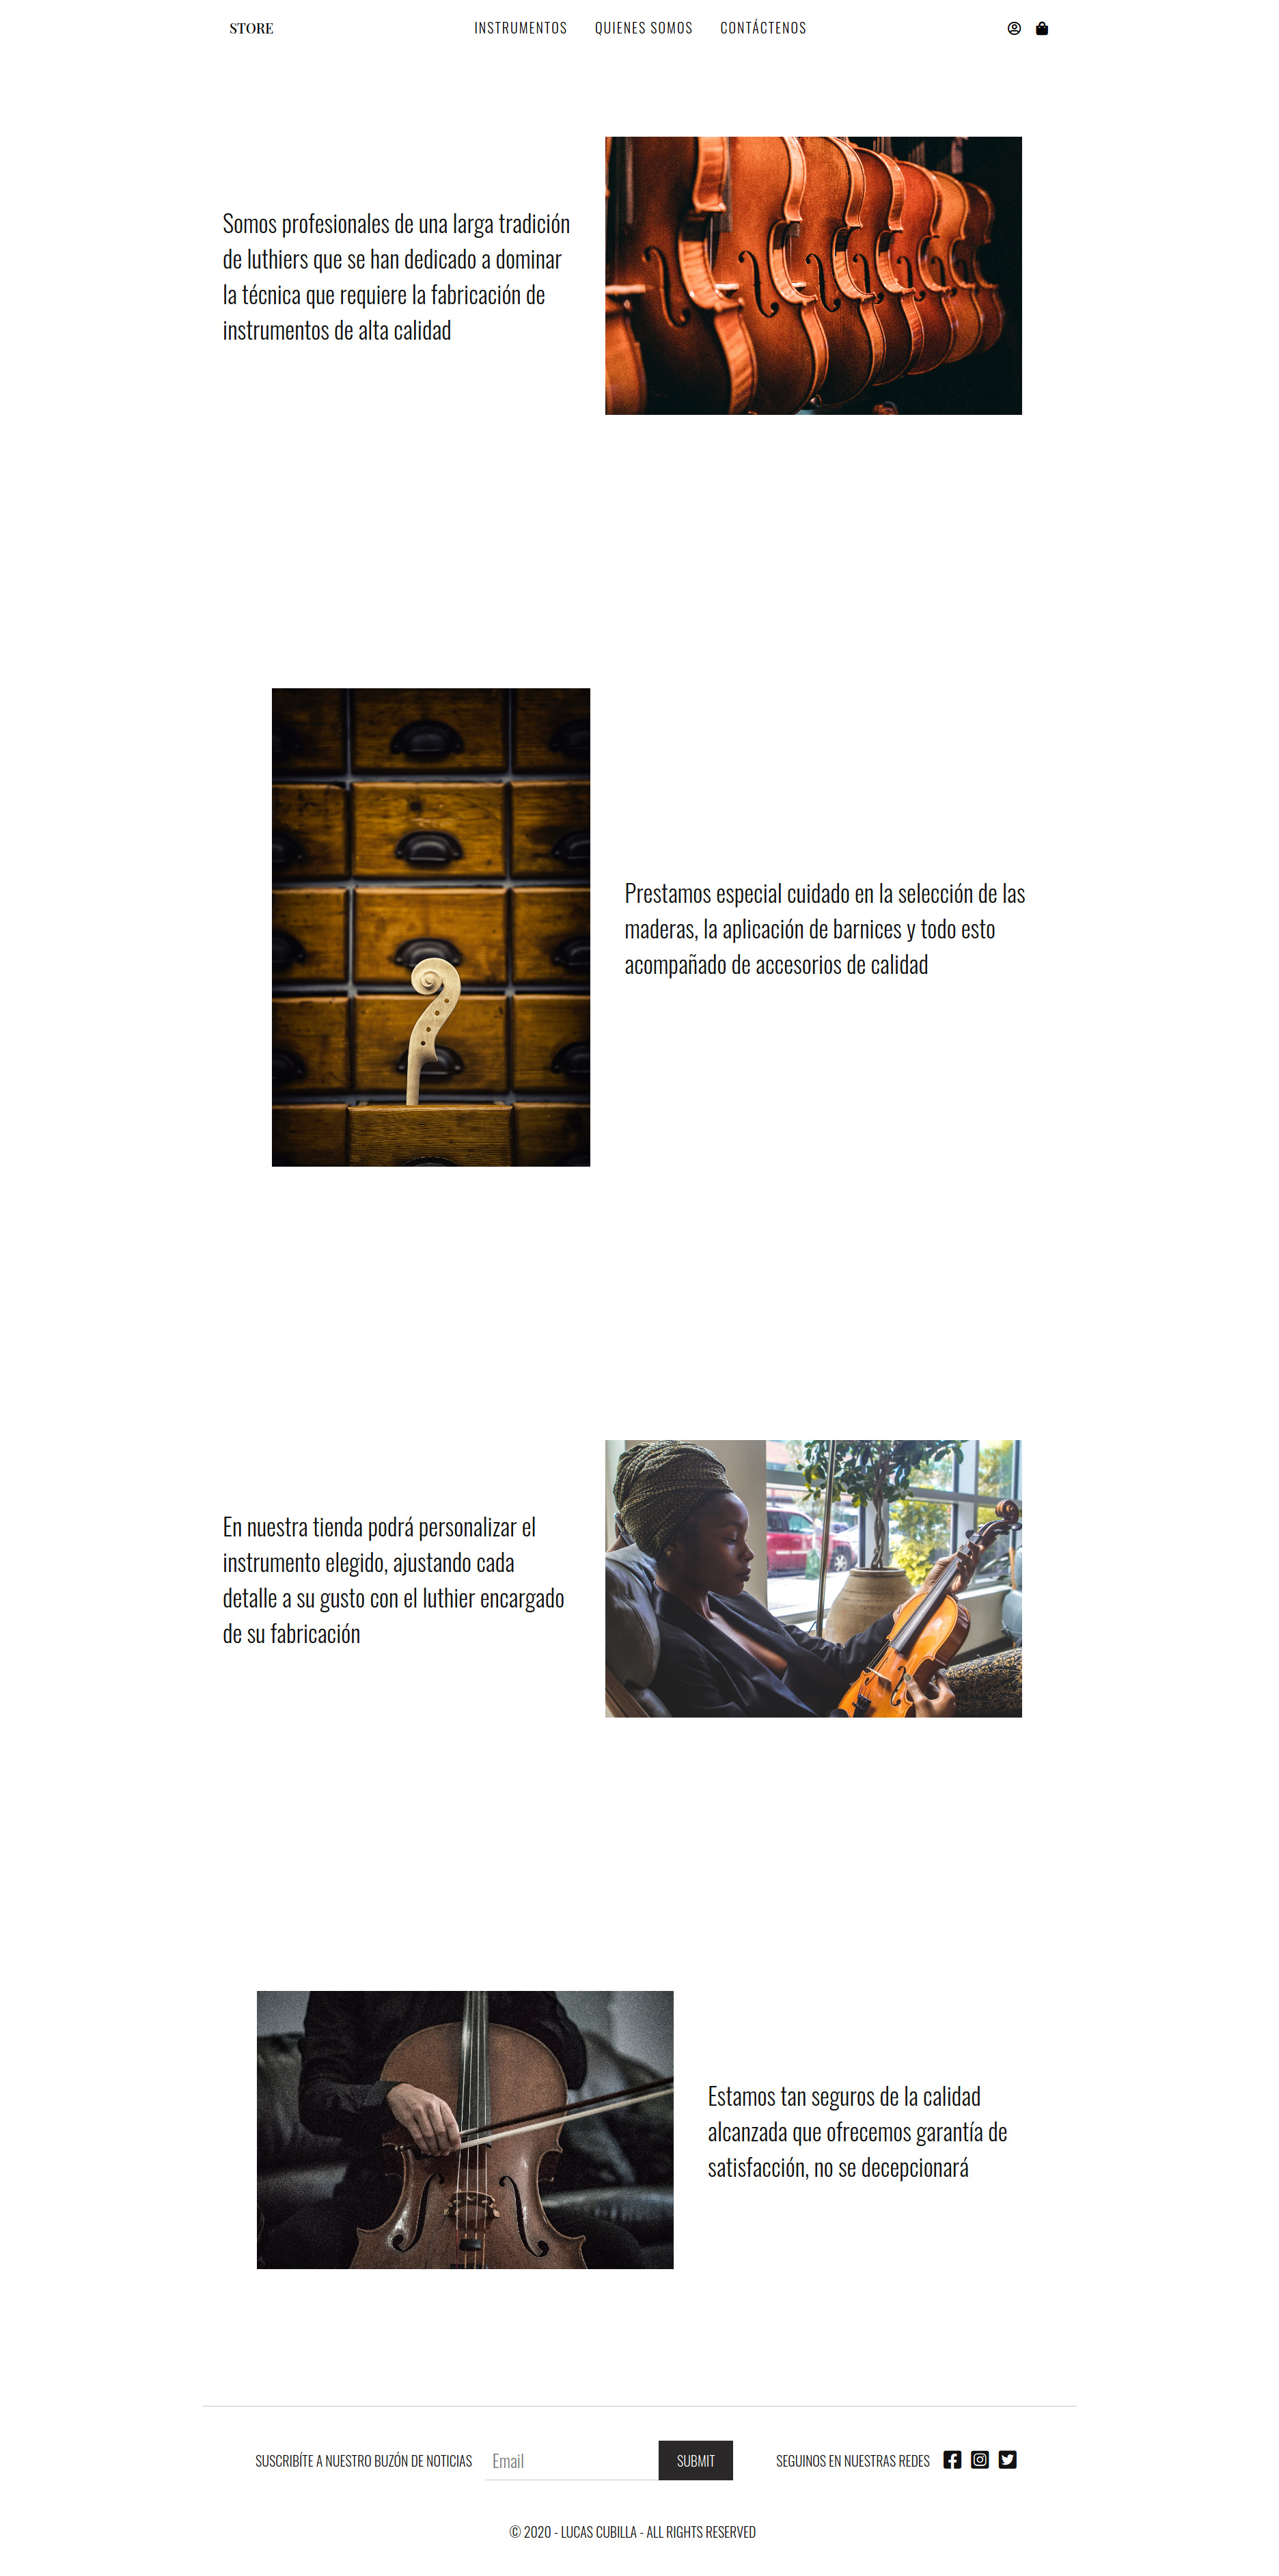 STORE
INSTRUMENTOS QUIENES SOMOS CONTÁCTENOS
Somos profesionales de una larga tradición
de luthiers que se han dedicado a dominar
la técnica que requiere la fabricación de
instrumentos de alta calidad
Prestamos especial cuidado en la selección de las
maderas, la aplicación de barnices y todo esto
acompañado de accesorios de calidad
En nuestra tienda podrá personalizar el
instrumento elegido, ajustando cada
detalle a su gusto con el luthier encargado
de su fabricación
Estamos tan seguros de la calidad
alcanzada que ofrecemos garantía de
satisfacción, no se decepcionará
SUSCRIBÍTE A NUESTRO BUZÓN DE NOTICIAS Email SUBMIT SEGUINOS EN NUESTRAS REDES
© 2020 - LUCAS CUBILLA - ALL RIGHTS RESERVED